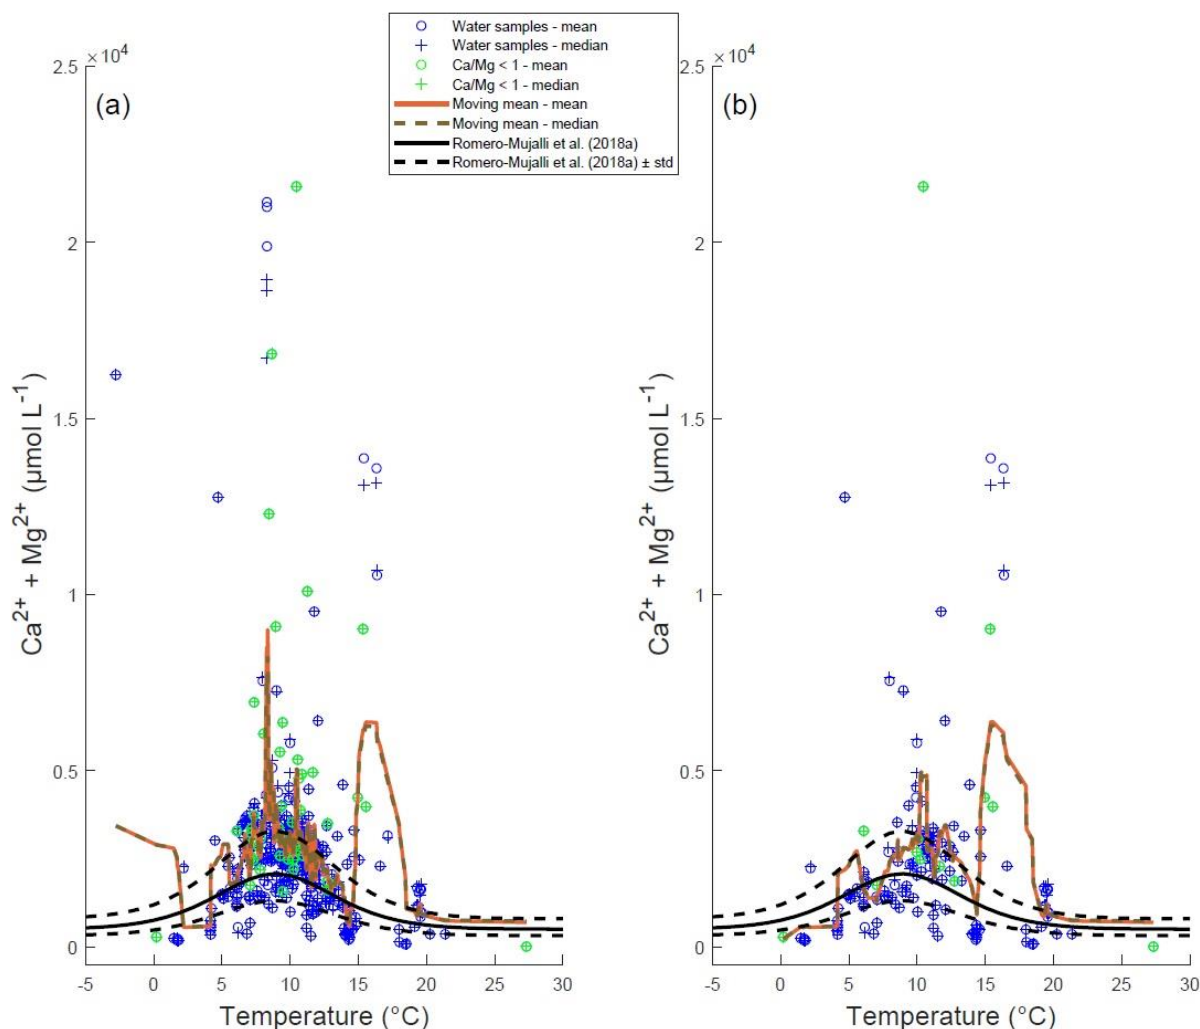 Water samples - mean
Water samples - median
Ca/Mg < 1 - mean
Ca/Mg < 1 - median
Moving mean - mean
Moving mean - median
Romero-Mujalli et al. (2018a)
Romero-Mujalli et al. (2018a) ± std
×10⁴
2.5
(a)
2
1.5
1
0.5
0
Ca²⁺ + Mg²⁺ (µmol L⁻¹)
-5 0 5 10 15 20 25 30
Temperature (°C)
×10⁴
2.5
(b)
2
1.5
1
0.5
0
Ca²⁺ + Mg²⁺ (µmol L⁻¹)
-5 0 5 10 15 20 25 30
Temperature (°C)